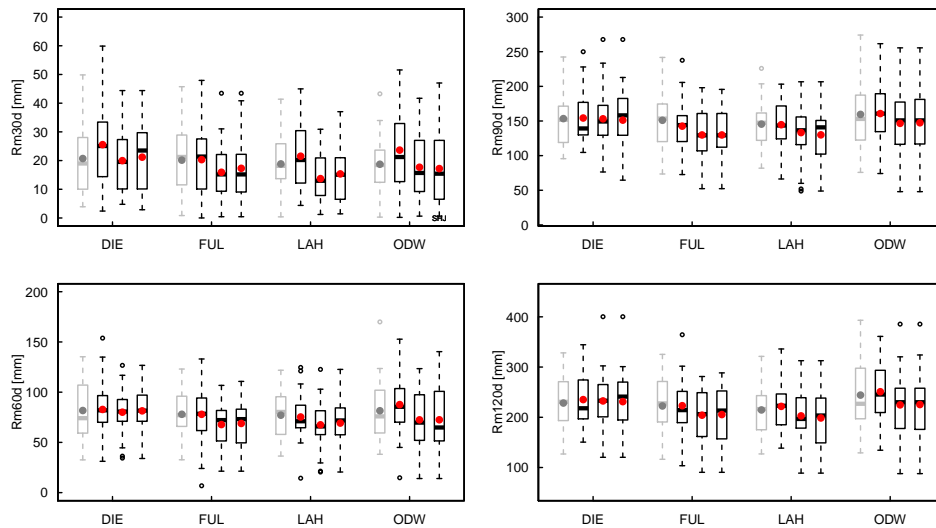 Rm30d [mm]
70
60
50
40
30
20
10
0
SHJ
DIE FUL LAH ODW
Rm90d [mm]
300
250
200
150
100
50
0
DIE FUL LAH ODW
Rm60d [mm]
200
150
100
50
0
DIE FUL LAH ODW
Rm120d [mm]
400
300
200
100
DIE FUL LAH ODW